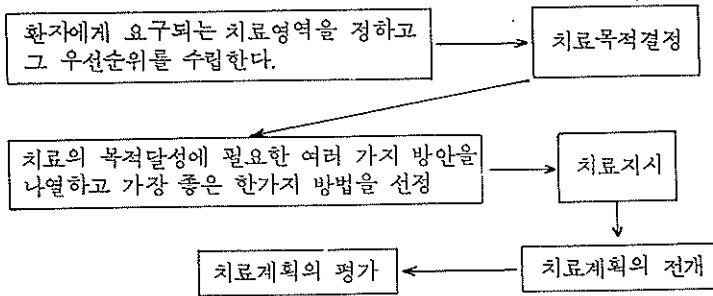 환자에게 요구되는 치료영역을 정하고
그 우선순위를 수립한다.
치료목적결정
치료의 목적달성에 필요한 여러 가지 방안을
나열하고 가장 좋은 한가지 방법을 선정
치료지시
치료계획의 평가
치료계획의 전개